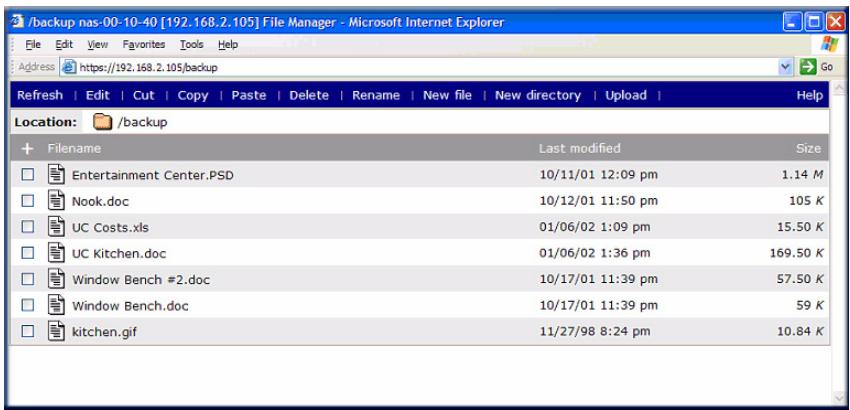 /backup nas-00-10-40 [192.168.2.105] File Manager - Microsoft Internet Explorer
File Edit View Favorites Tools Help
Address https://192.168.2.105/backup Go
Refresh | Edit | Cut | Copy | Paste | Delete | Rename | New file | New directory | Upload | Help
Location: /backup
+ Filename Last modified Size
Entertainment Center.PSD 10/11/01 12:09 pm 1.14 M
Nook.doc 10/12/01 11:50 pm 105 K
UC Costs.xls 01/06/02 1:09 pm 15.50 K
UC Kitchen.doc 01/06/02 1:36 pm 169.50 K
Window Bench #2.doc 10/17/01 11:39 pm 57.50 K
Window Bench.doc 10/17/01 11:39 pm 59 K
kitchen.gif 11/27/98 8:24 pm 10.84 K